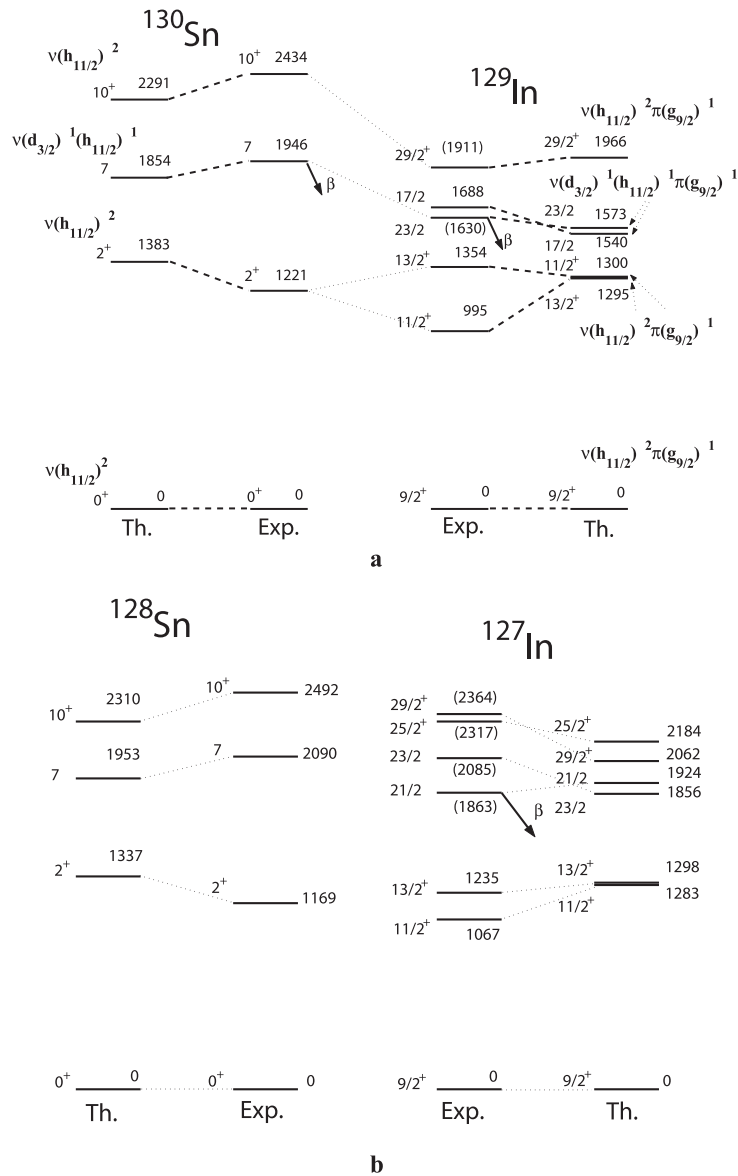 130Sn
ν(h11/2) 2
10+ 2291
10+ 2434
129In
ν(h11/2) 2π(g9/2) 1
29/2+ (1911)
29/2+ 1966
ν(d3/2) 1(h11/2) 1
7 1854
7 1946
β
ν(d3/2) 1(h11/2) 1π(g9/2) 1
17/2 1688
23/2 (1630)
β
23/2 1573
17/2 1540
ν(h11/2) 2
2+ 1383
2+ 1221
13/2+ 1354
11/2+ 995
11/2+ 1300
13/2+ 1295
ν(h11/2) 2π(g9/2) 1
ν(h11/2)2
ν(h11/2) 2π(g9/2) 1
0+ 0
0+ 0
9/2+ 0
9/2+ 0
Th. Exp. Exp. Th.
a
128Sn
127In
10+ 2310
10+ 2492
29/2+ (2364)
25/2+ (2317)
25/2+ 2184
29/2+ 2062
7 1953
7 2090
23/2 (2085)
21/2 (1863)
β
21/2 1924
23/2 1856
2+ 1337
2+ 1169
13/2+ 1235
11/2+ 1067
13/2+ 1298
11/2+ 1283
0+ 0
0+ 0
9/2+ 0
9/2+ 0
Th. Exp. Exp. Th.
b